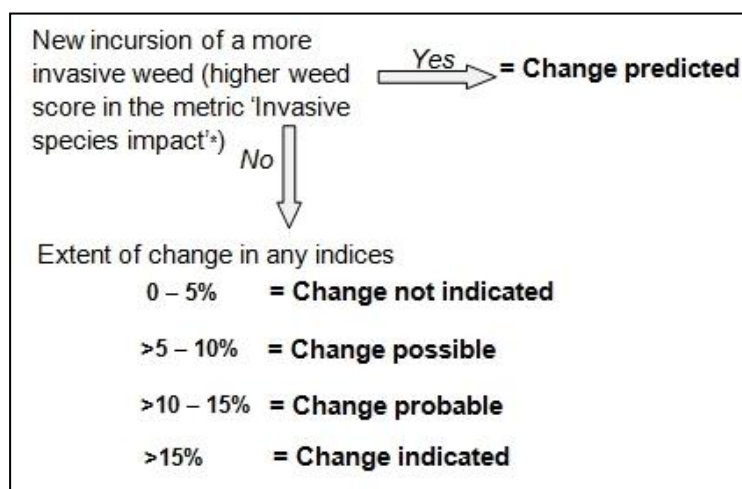 New incursion of a more
invasive weed (higher weed
score in the metric ‘Invasive
species impact’*)
Yes
= Change predicted
No
Extent of change in any indices
0 – 5% = Change not indicated
>5 – 10% = Change possible
>10 – 15% = Change probable
>15% = Change indicated